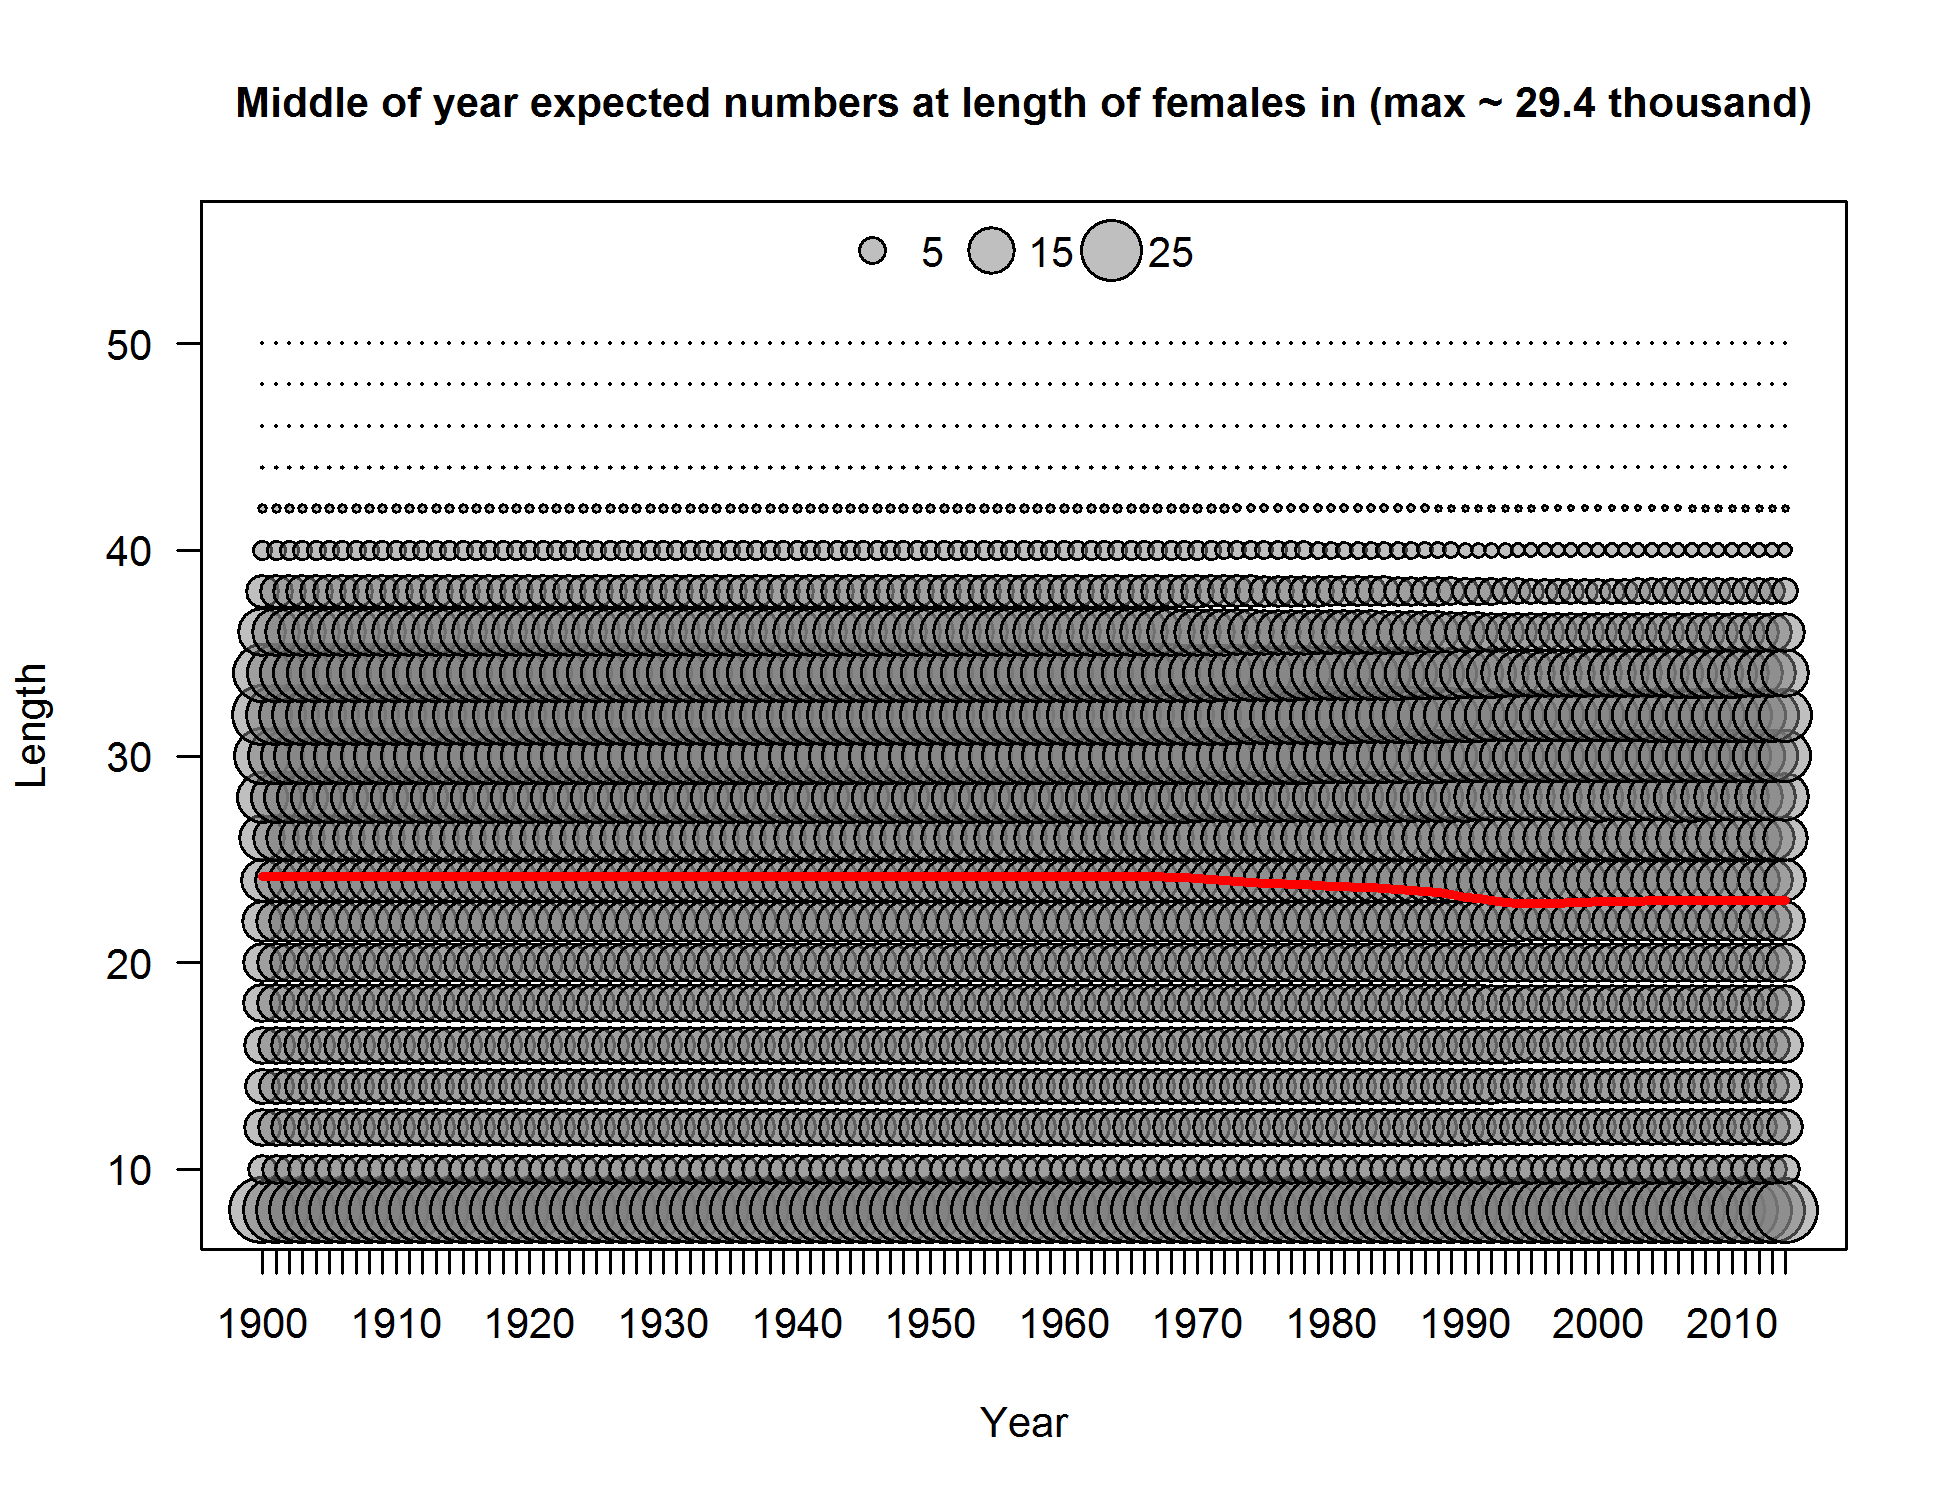 Middle of year expected numbers at length of females in (max ~ 29.4 thousand)
5 15 25
50
40
30
20
10
Length
1900 1910 1920 1930 1940 1950 1960 1970 1980 1990 2000 2010
Year